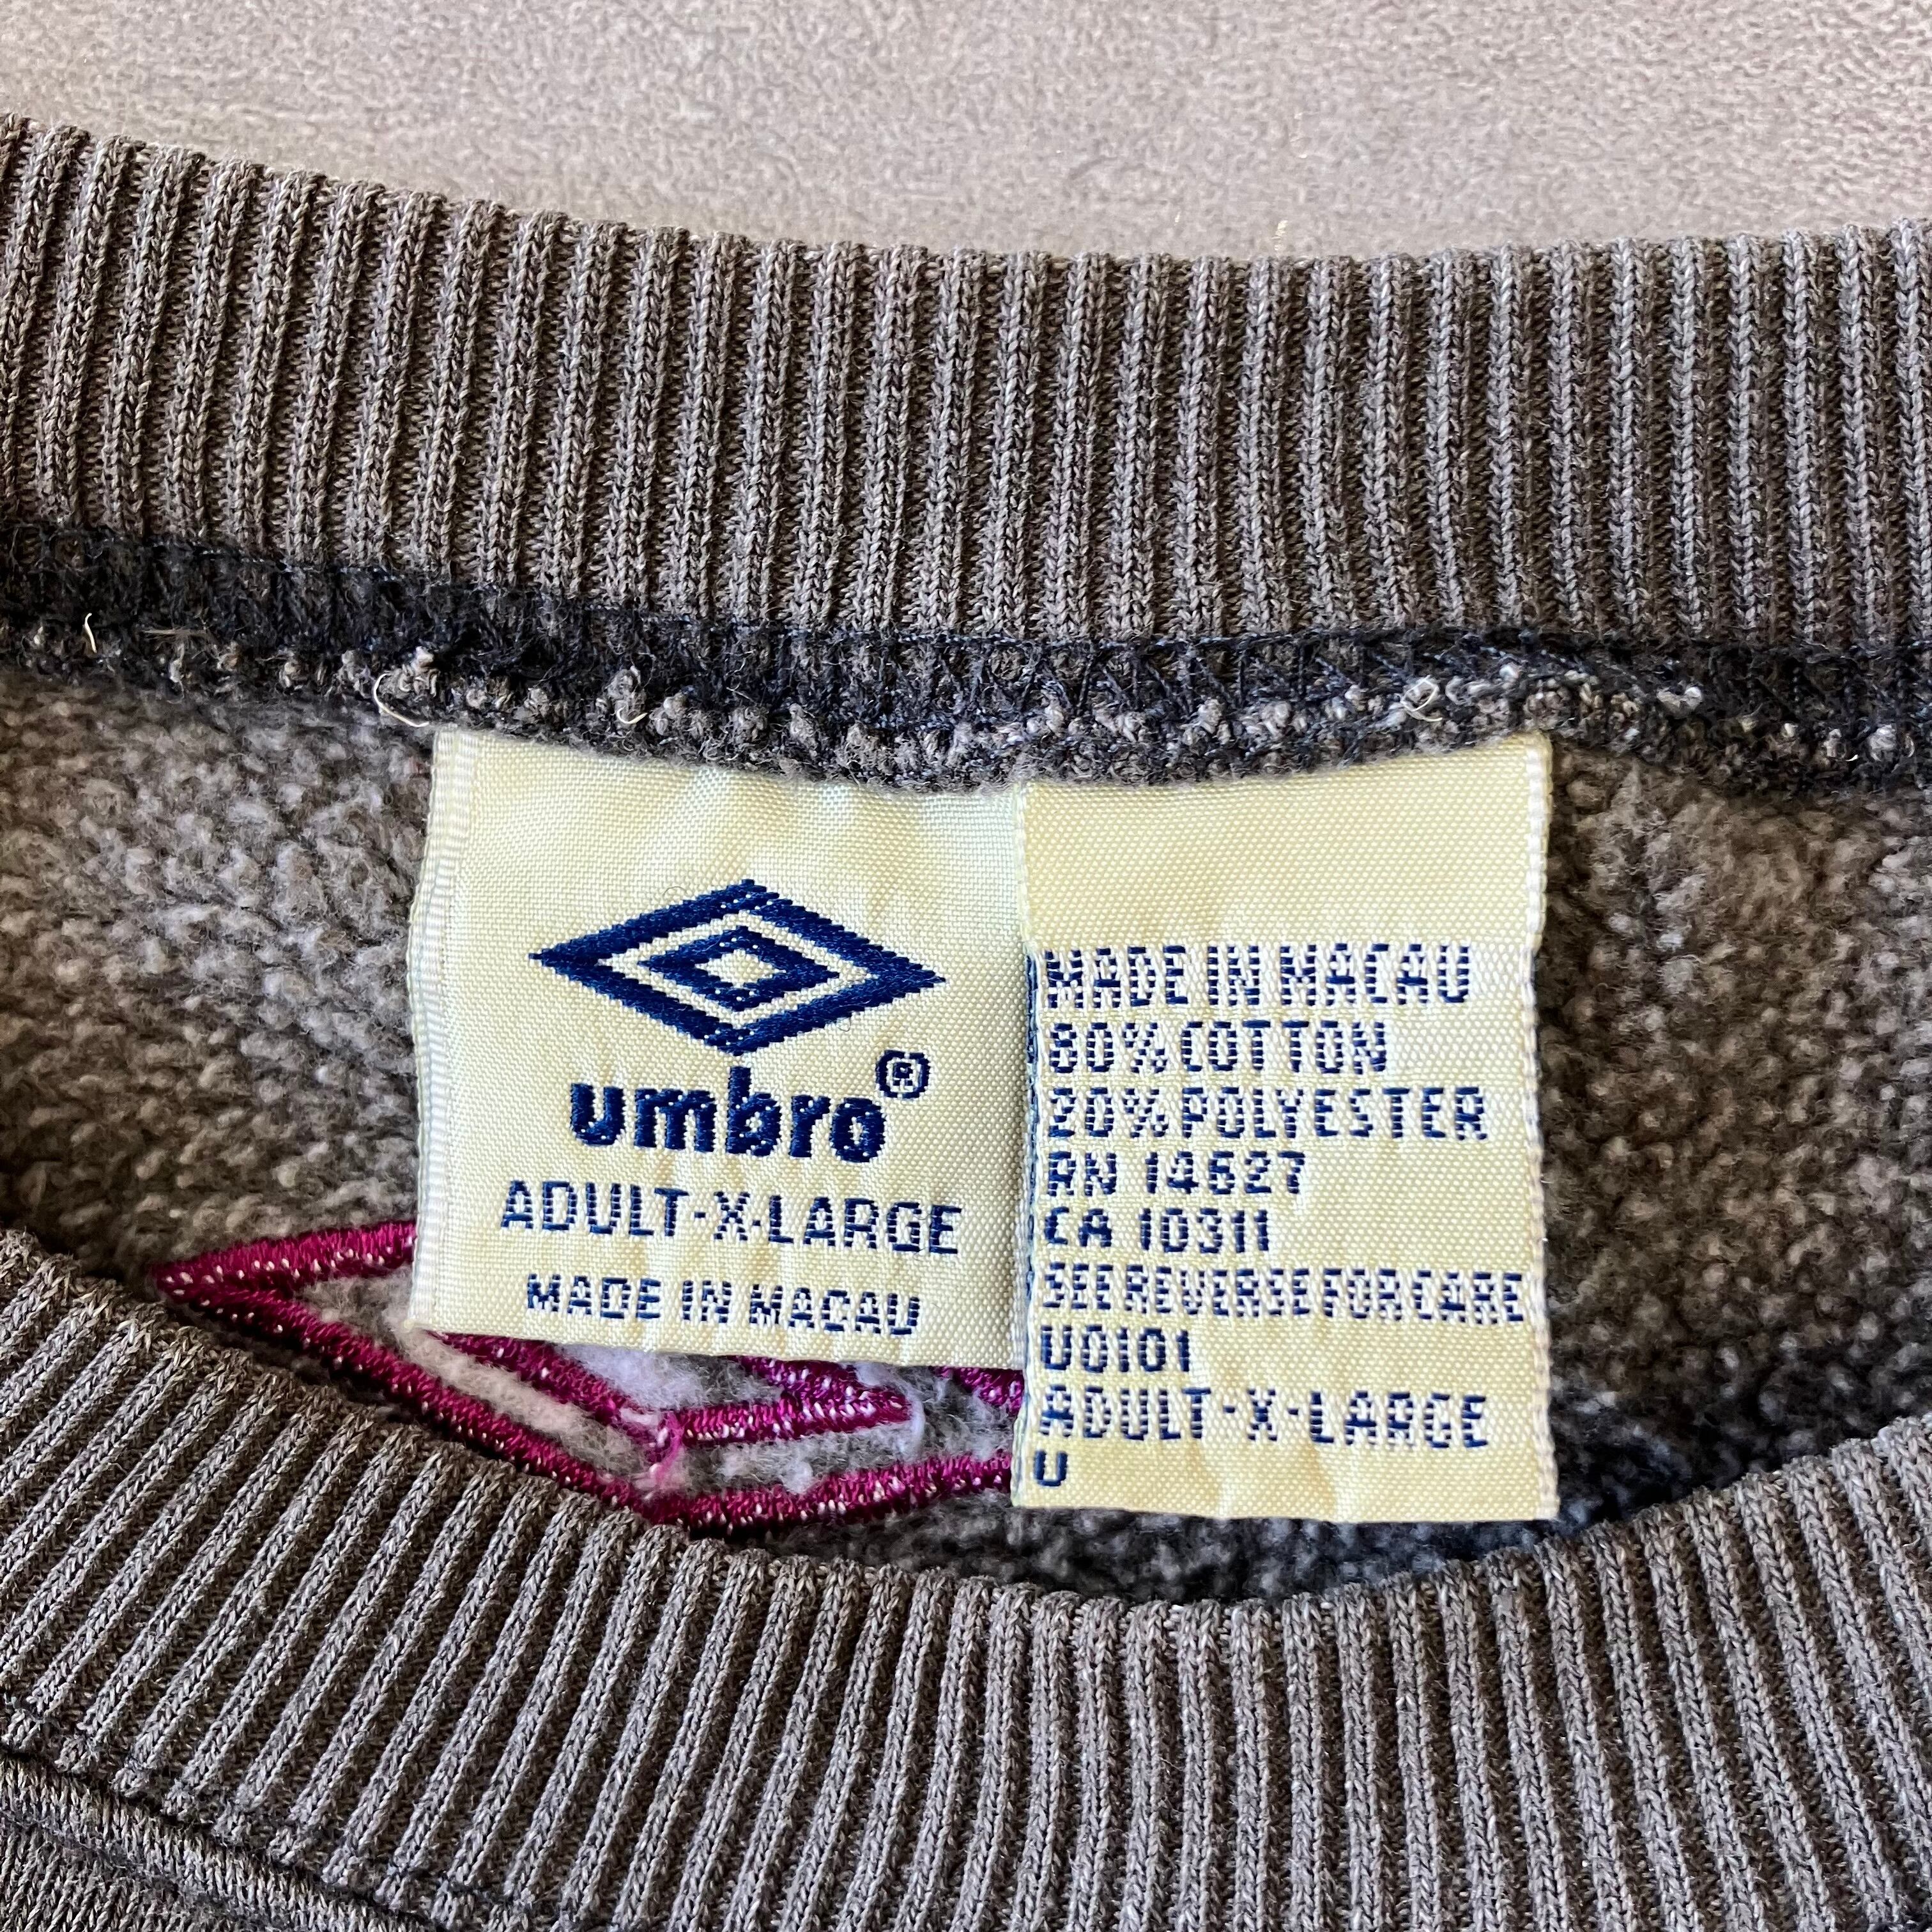 umbro®
ADULT-X-LARGE
MADE IN MACAU
MADE IN MACAU
80% COTTON
20% POLYESTER
RN 14627
CA 10311
SEE REVERSE FOR CARE
U0101
ADULT-X-LARGE
U